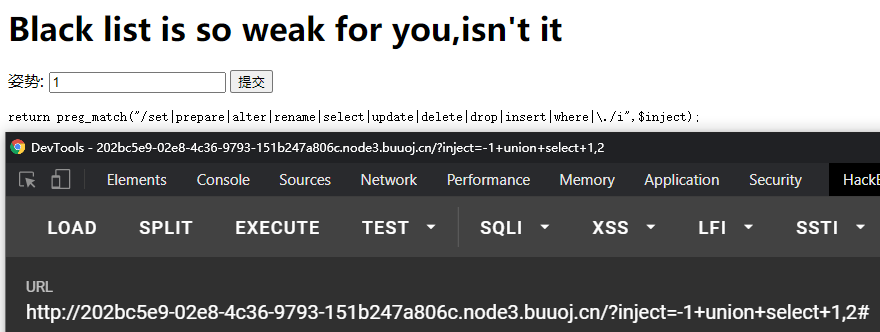 Black list is so weak for you,isn't it
姿势: 1 提交
return preg_match("/set|prepare|alter|rename|select|update|delete|drop|insert|where|\./i",$inject);
DevTools - 202bc5e9-02e8-4c36-9793-151b247a806c.node3.buuoj.cn/?inject=-1+union+select+1,2
Elements Console Sources Network Performance Memory Application Security HackB
LOAD SPLIT EXECUTE TEST SQLI XSS LFI SSTI
URL
http://202bc5e9-02e8-4c36-9793-151b247a806c.node3.buuoj.cn/?inject=-1+union+select+1,2#